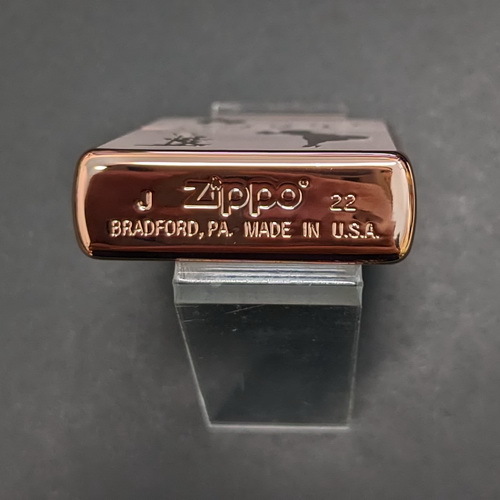 J Zippo® 22
BRADFORD, PA. MADE IN U.S.A.